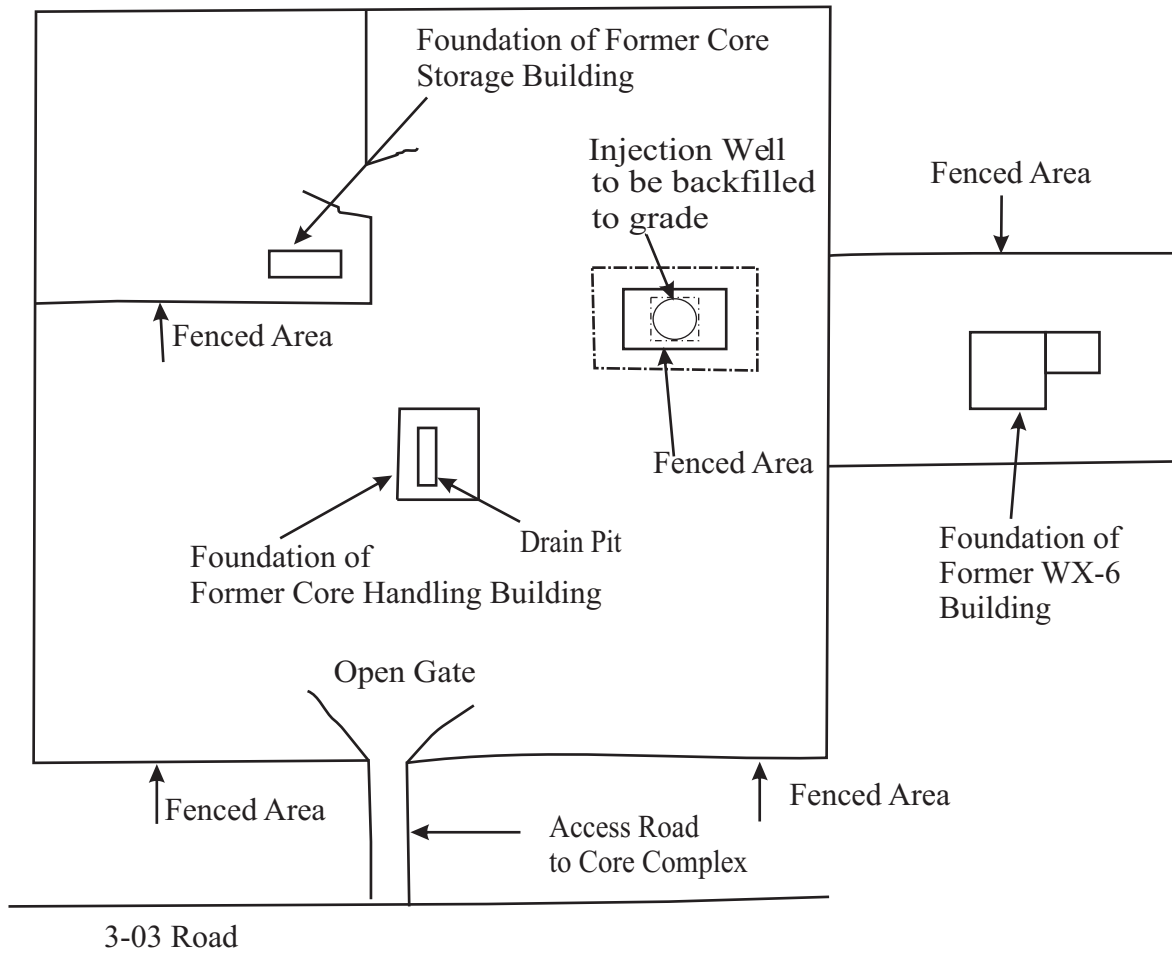 Foundation of Former Core
Storage Building
Injection Well
to be backfilled
to grade
Fenced Area
Fenced Area
Fenced Area
Drain Pit
Foundation of
Former Core Handling Building
Foundation of
Former WX-6
Building
Open Gate
Fenced Area
Fenced Area
Access Road
to Core Complex
3-03 Road